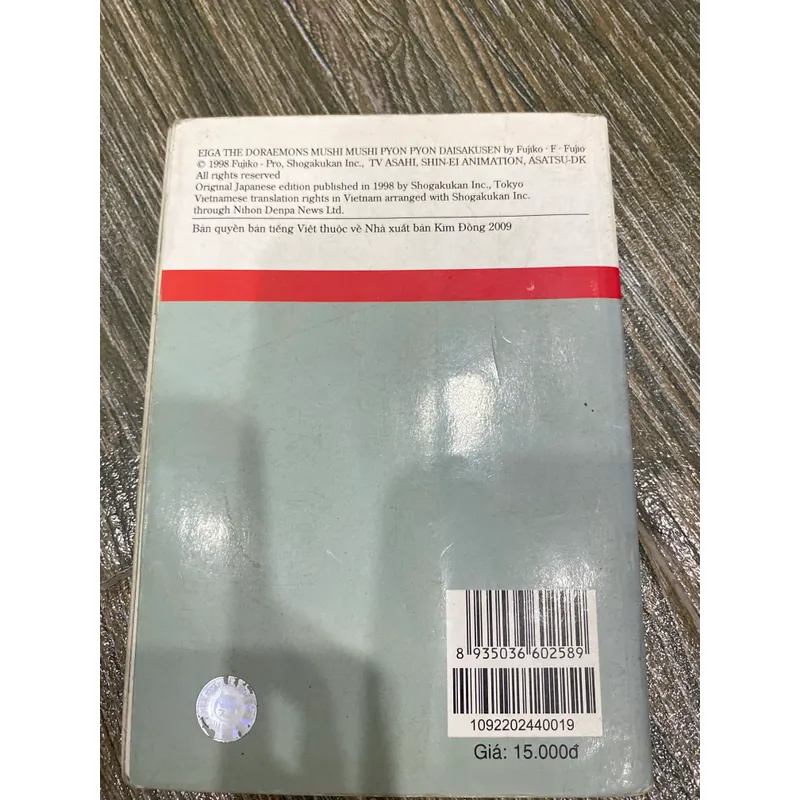 EIGA THE DORAEMONS MUSHI MUSHI PYON PYON DAISAKUSEN by Fujiko · F · Fujio
© 1998 Fujiko - Pro, Shogakukan Inc., TV ASAHI, SHIN-EI ANIMATION, ASATSU-DK
All rights reserved
Original Japanese edition published in 1998 by Shogakukan Inc., Tokyo
Vietnamese translation rights in Vietnam arranged with Shogakukan Inc.
through Nihon Denpa News Ltd.
Bản quyền bản tiếng Việt thuộc về Nhà xuất bản Kim Đồng 2009
8 935036 602589
1092202440019
Giá: 15.000đ